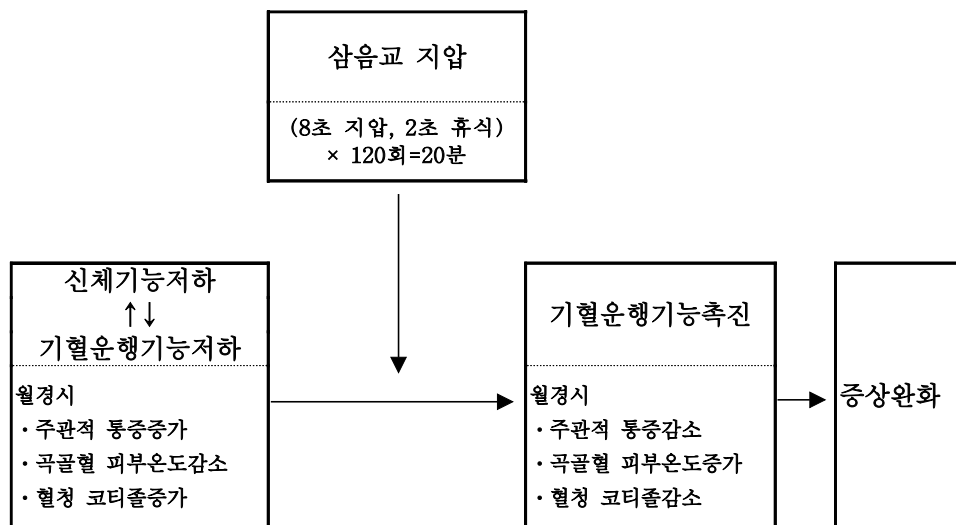 삼음교 지압
(8초 지압, 2초 휴식)
× 120회=20분
신체기능저하
↑↓
기혈운행기능저하
월경시
· 주관적 통증증가
· 곡골혈 피부온도감소
· 혈청 코티졸증가
기혈운행기능촉진
월경시
· 주관적 통증감소
· 곡골혈 피부온도증가
· 혈청 코티졸감소
증상완화